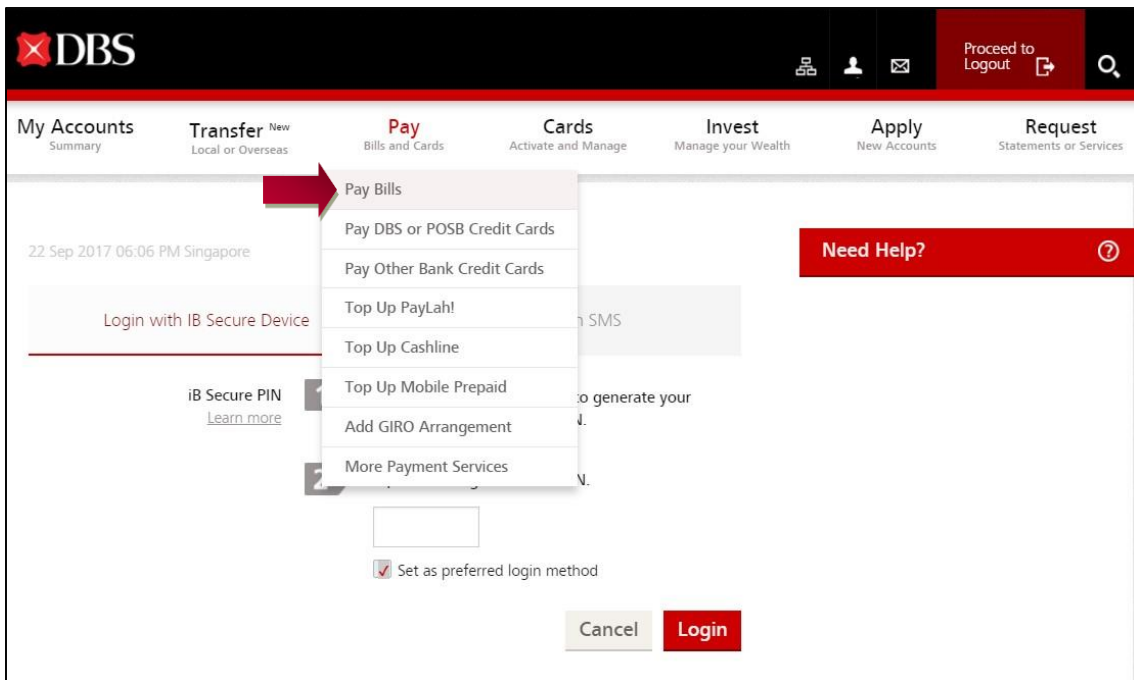 DBS
Proceed to
Logout
My Accounts
Summary
Transfer New
Local or Overseas
Pay
Bills and Cards
Cards
Activate and Manage
Invest
Manage your Wealth
Apply
New Accounts
Request
Statements or Services
Pay Bills
Pay DBS or POSB Credit Cards
Pay Other Bank Credit Cards
Top Up PayLah!
Top Up Cashline
Top Up Mobile Prepaid
Add GIRO Arrangement
More Payment Services
22 Sep 2017 06:06 PM Singapore
Need Help?
Login with IB Secure Device
SMS
iB Secure PIN
Learn more
1
to generate your
2
Set as preferred login method
Cancel
Login